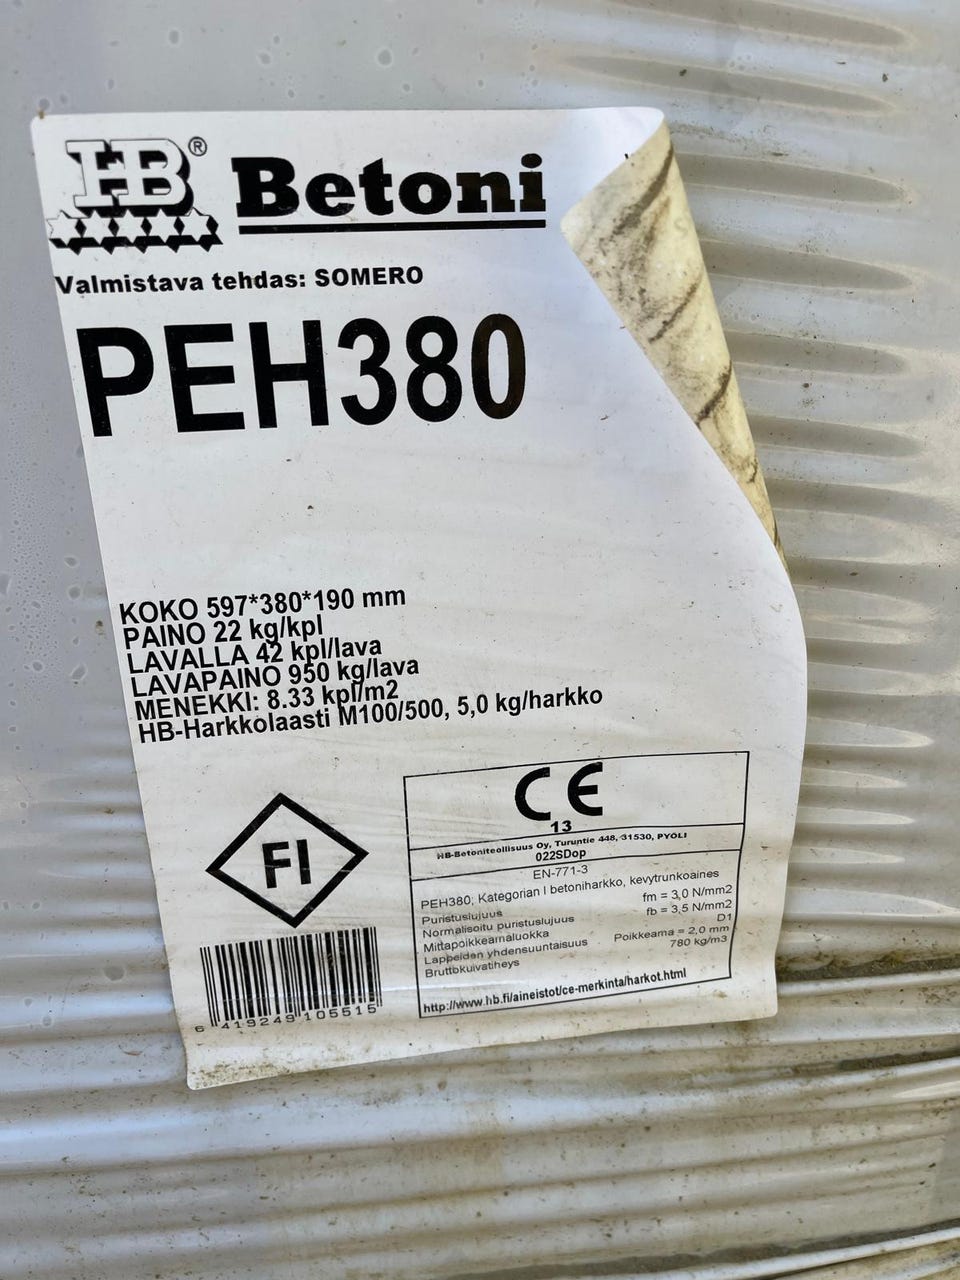 HB® Betoni
Valmistava tehdas: SOMERO
PEH380
KOKO 597*380*190 mm
PAINO 22 kg/kpl
LAVALLA 42 kpl/lava
LAVAPAINO 950 kg/lava
MENEKKI: 8.33 kpl/m2
HB-Harkkolaasti M100/500, 5,0 kg/harkko
FI
CE
13
HB-Betoniteollisuus Oy, Turuntie 448, 31530, PYÖLI
022SDop
EN-771-3
PEH380; Kategorian I betoniharkko, kevytrunkoaines
Puristuslujuus fm = 3,0 N/mm2
Normalisoitu puristuslujuus fb = 3,5 N/mm2
Mittapoikkeamaluokka D1
Lappeiden yhdensuuntaisuus Poikkeama = 2,0 mm
Bruttokuivatiheys 780 kg/m3
http://www.hb.fi/aineistot/ce-merkinta/harkot.html
6 419249 105515